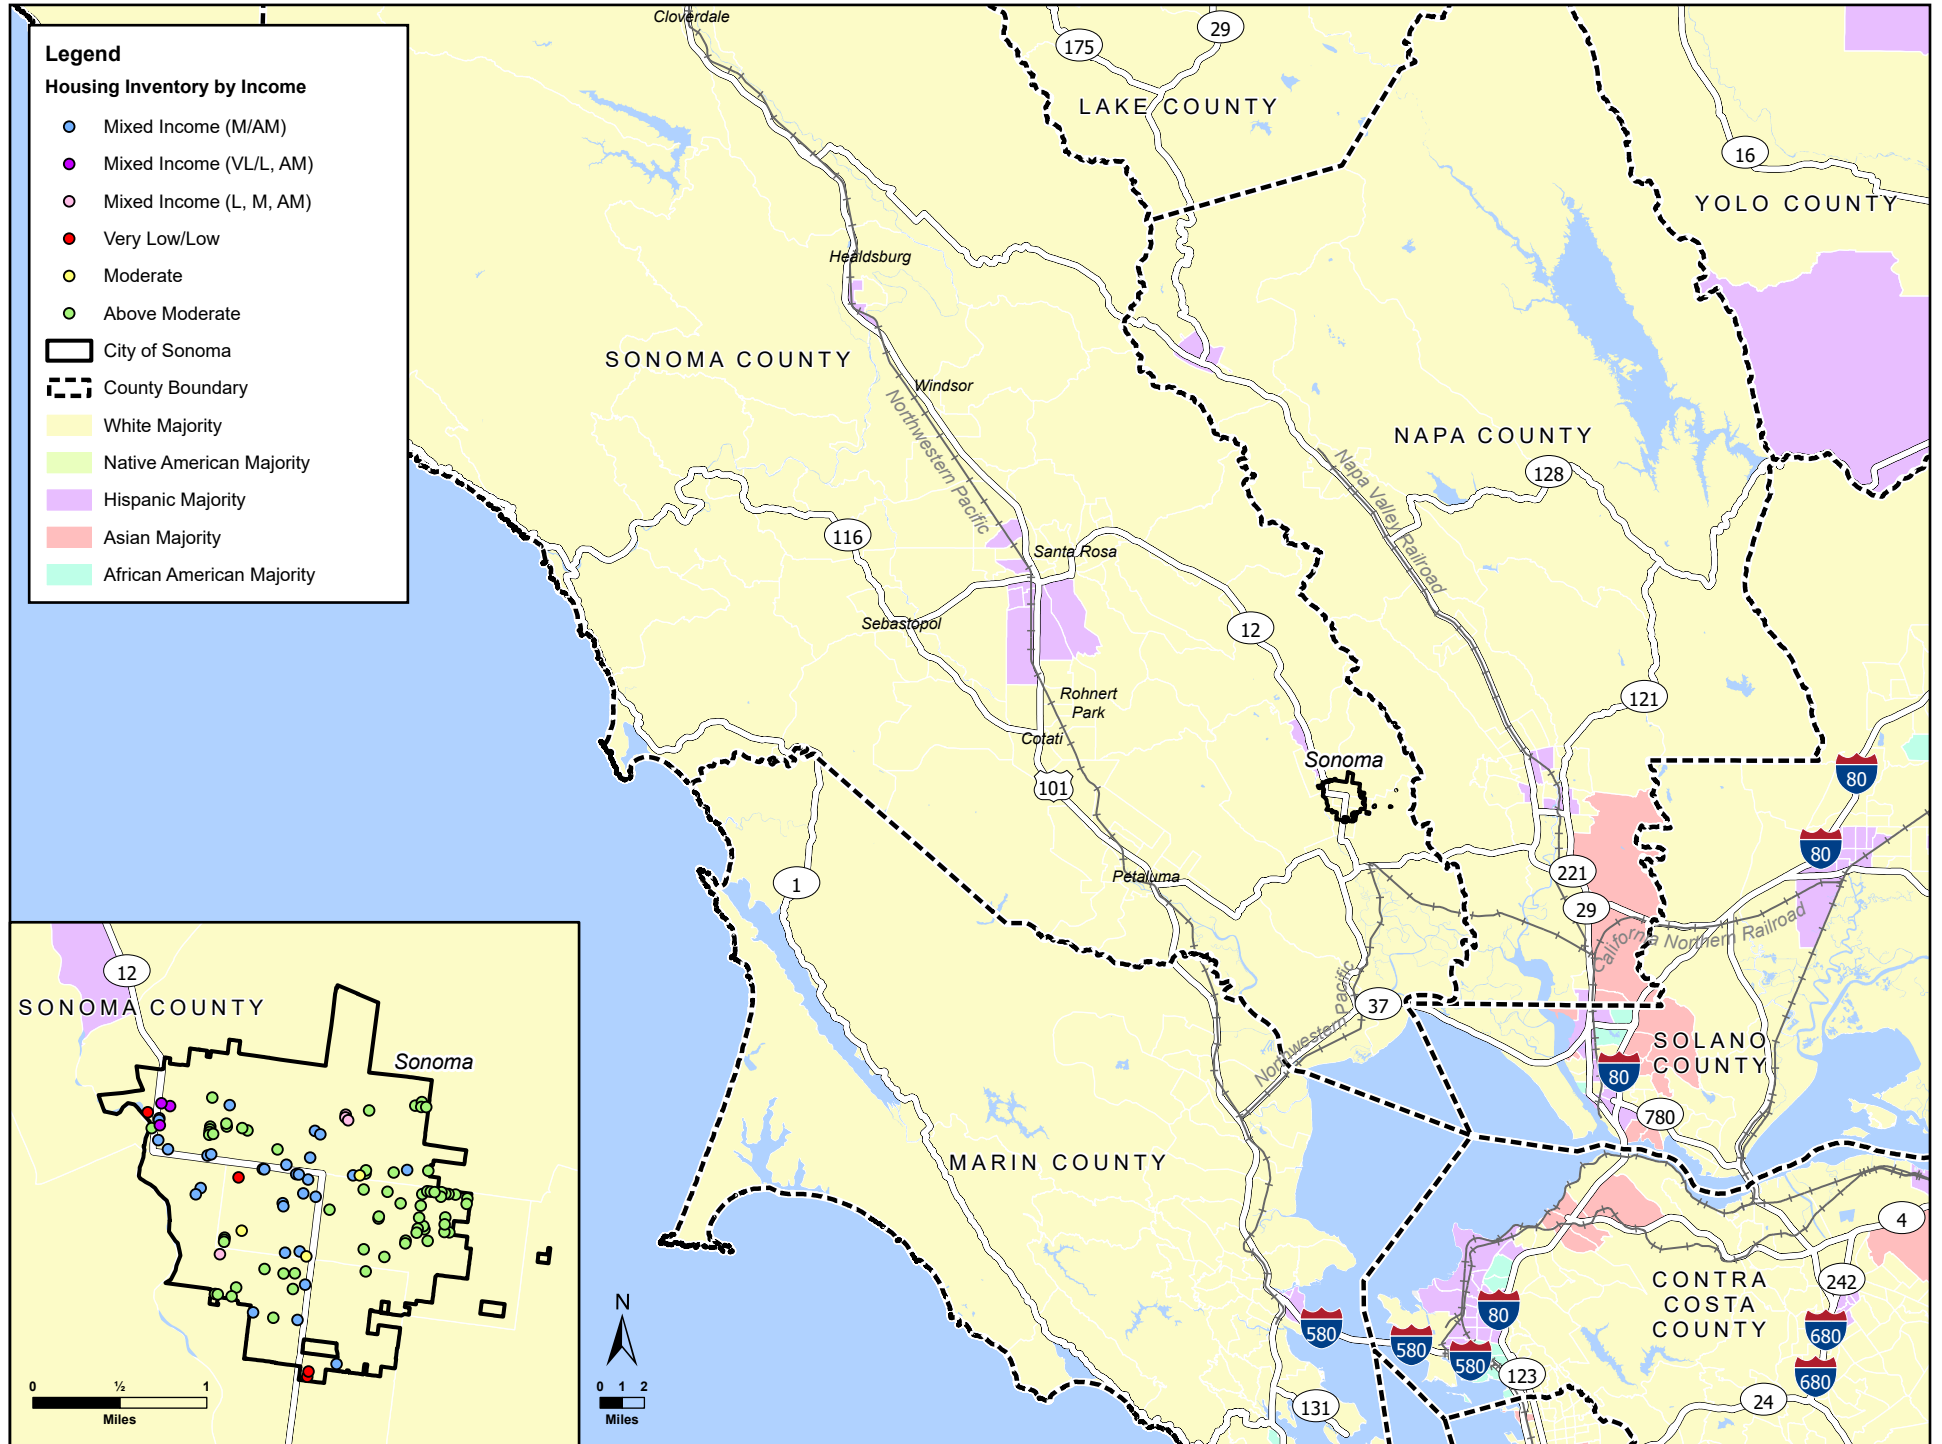 Legend
Housing Inventory by Income
Mixed Income (M/AM)
Mixed Income (VL/L, AM)
Mixed Income (L, M, AM)
Very Low/Low
Moderate
Above Moderate
City of Sonoma
County Boundary
White Majority
Native American Majority
Hispanic Majority
Asian Majority
African American Majority
Cloverdale
175
29
LAKE COUNTY
16
YOLO COUNTY
Healdsburg
SONOMA COUNTY
Windsor
Northwestern Pacific
NAPA COUNTY
Napa Valley Railroad
128
116
Santa Rosa
Sebastopol
12
Rohnert
Park
121
Cotati
Sonoma
101
80
80
1
Petaluma
221
29
California Northern Railroad
Northwestern Pacific
37
SOLANO
COUNTY
80
780
MARIN COUNTY
4
CONTRA
COSTA
COUNTY
242
80
580
580
580
680
680
123
24
131
12
SONOMA COUNTY
Sonoma
0 ½ 1
Miles
N
0 1 2
Miles